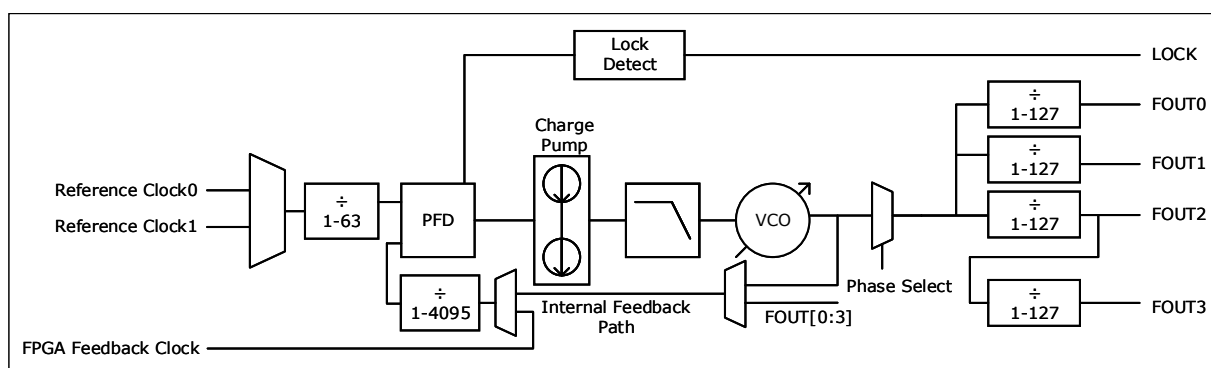 Lock
Detect
LOCK
÷
1-127
FOUT0
Charge
Pump
÷
1-127
FOUT1
Reference Clock0
Reference Clock1
÷
1-63
PFD
VCO
÷
1-127
FOUT2
Phase Select
÷
1-4095
Internal Feedback
Path
FOUT[0:3]
÷
1-127
FOUT3
FPGA Feedback Clock